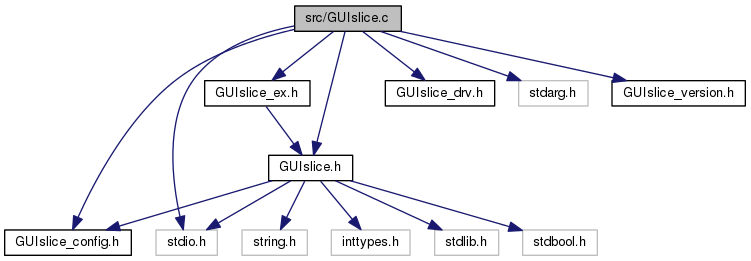 src/GUIslice.c
GUIslice_ex.h
GUIslice_drv.h
stdarg.h
GUIslice_version.h
GUIslice.h
GUIslice_config.h
stdio.h
string.h
inttypes.h
stdlib.h
stdbool.h